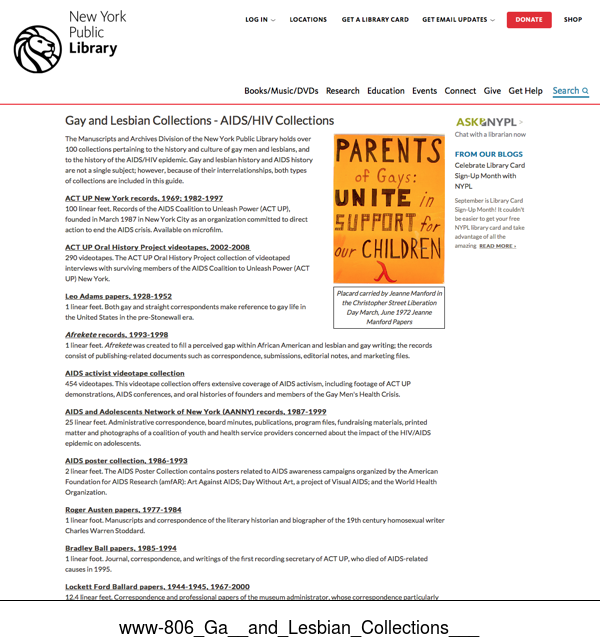 New York
Public
Library
LOG IN
LOCATIONS
GET A LIBRARY CARD
GET EMAIL UPDATES
DONATE
SHOP
Books/Music/DVDs Research Education Events Connect Give Get Help Search
Gay and Lesbian Collections - AIDS/HIV Collections
The Manuscripts and Archives Division of the New York Public Library holds over
100 collections pertaining to the history and culture of gay men and lesbians, and
to the history of the AIDS/HIV epidemic. Gay and lesbian history and AIDS history
are not a single subject; however, because of their interrelationships, both types
of collections are included in this guide.
ACT UP New York records, 1969; 1982-1997
100 linear feet. Records of the AIDS Coalition to Unleash Power (ACT UP),
founded in March 1987 in New York City as an organization committed to direct
action to end the AIDS crisis. Available on microfilm.
ACT UP Oral History Project videotapes, 2002-2008
290 videotapes. The ACT UP Oral History Project collection of videotaped
interviews with surviving members of the AIDS Coalition to Unleash Power (ACT
UP) New York.
Leo Adams papers, 1928-1952
1 linear feet. Both gay and straight correspondents make reference to gay life in
the United States in the pre-Stonewall era.
Afrekete records, 1993-1998
1 linear feet. Afrekete was created to fill a perceived gap within African American and lesbian and gay writing; the records
consist of publishing-related documents such as correspondence, submissions, editorial notes, and marketing files.
AIDS activist videotape collection
454 videotapes. This videotape collection offers extensive coverage of AIDS activism, including footage of ACT UP
demonstrations, AIDS conferences, and oral histories of founders and members of the Gay Men's Health Crisis.
AIDS and Adolescents Network of New York (AANNY) records, 1987-1999
25 linear feet. Administrative correspondence, board minutes, publications, program files, fundraising materials, printed
matter and photographs of a coalition of youth and health service providers concerned about the impact of the HIV/AIDS
epidemic on adolescents.
AIDS poster collection, 1986-1993
2 linear feet. The AIDS Poster Collection contains posters related to AIDS awareness campaigns organized by the American
Foundation for AIDS Research (amfAR): Art Against AIDS; Day Without Art, a project of Visual AIDS; and the World Health
Organization.
Roger Austen papers, 1977-1984
1 linear foot. Manuscripts and correspondence of the literary historian and biographer of the 19th century homosexual writer
Charles Warren Stoddard.
Bradley Ball papers, 1985-1994
1 linear foot. Journal, correspondence, and writings of the first recording secretary of ACT UP, who died of AIDS-related
causes in 1995.
Lockett Ford Ballard papers, 1944-1945, 1967-2000
12.4 linear feet. Correspondence and professional papers of the museum administrator, whose correspondence particularly
PARENTS
of Gays:
UNITE in
SUPPORT for
our CHILDREN
λ
Placard carried by Jeanne Manford in
the Christopher Street Liberation
Day March, June 1972 Jeanne
Manford Papers
ASK NYPL >
Chat with a librarian now
FROM OUR BLOGS
Celebrate Library Card
Sign-Up Month with
NYPL
September is Library Card
Sign-Up Month! It couldn't
be easier to get your free
NYPL library card and take
advantage of all the
amazing READ MORE ›
www-806_Ga__and_Lesbian_Collections___